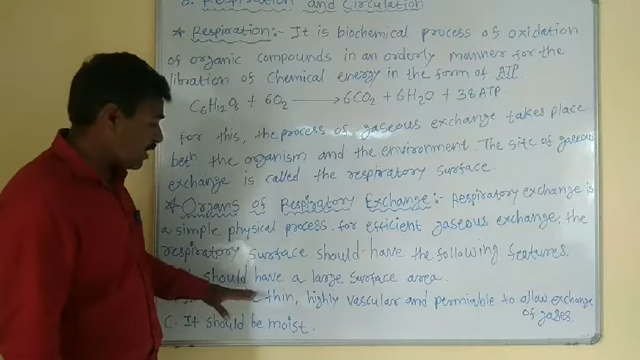 2. Respiration and Circulation
* Respiration:- It is biochemical process of oxidation
of organic compounds in an orderly manner for the
libration of Chemical energy in the form of ATP.
C6H12O6 + 6O2 ⟶ 6CO2 + 6H2O + 38ATP
For this, the process of gaseous exchange takes place
beth the organism and the environment. The site of gaseous
exchange is called the respiratory surface.
* Organs of Respiratory Exchange:- Respiratory exchange is
a simple physical process. for efficient gaseous exchange, the
respiratory surface should have the following features.
should have a large surface area.
thin, highly vascular and permiable to allow exchange
of gases.
C. It should be moist.